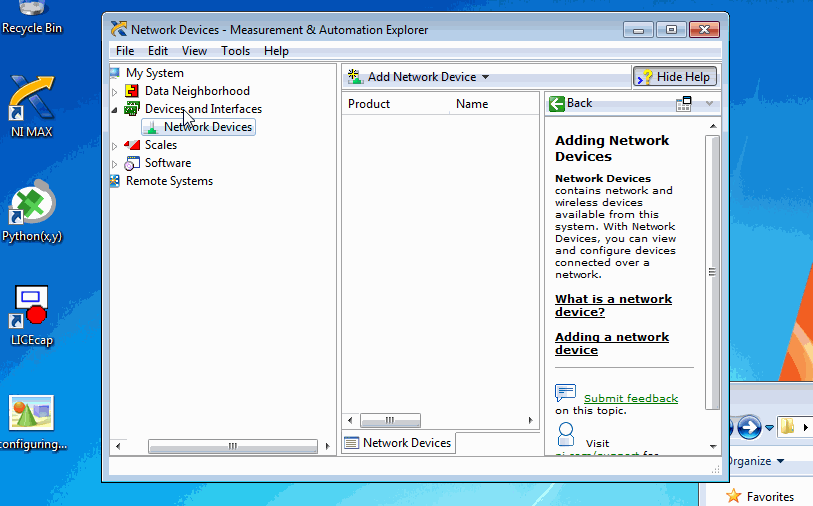 Recycle Bin
NI MAX
Python(x,y)
LICEcap
configuring...
Network Devices - Measurement & Automation Explorer
File Edit View Tools Help
My System
Data Neighborhood
Devices and Interfaces
Network Devices
Scales
Software
Remote Systems
Add Network Device
Hide Help
Product Name
Network Devices
Back
Adding Network
Devices
Network Devices
contains network and
wireless devices
available from this
system. With Network
Devices, you can view
and configure devices
connected over a
network.
What is a network
device?
Adding a network
device
Submit feedback
on this topic.
Visit
ni.com/support for
Organize
Favorites